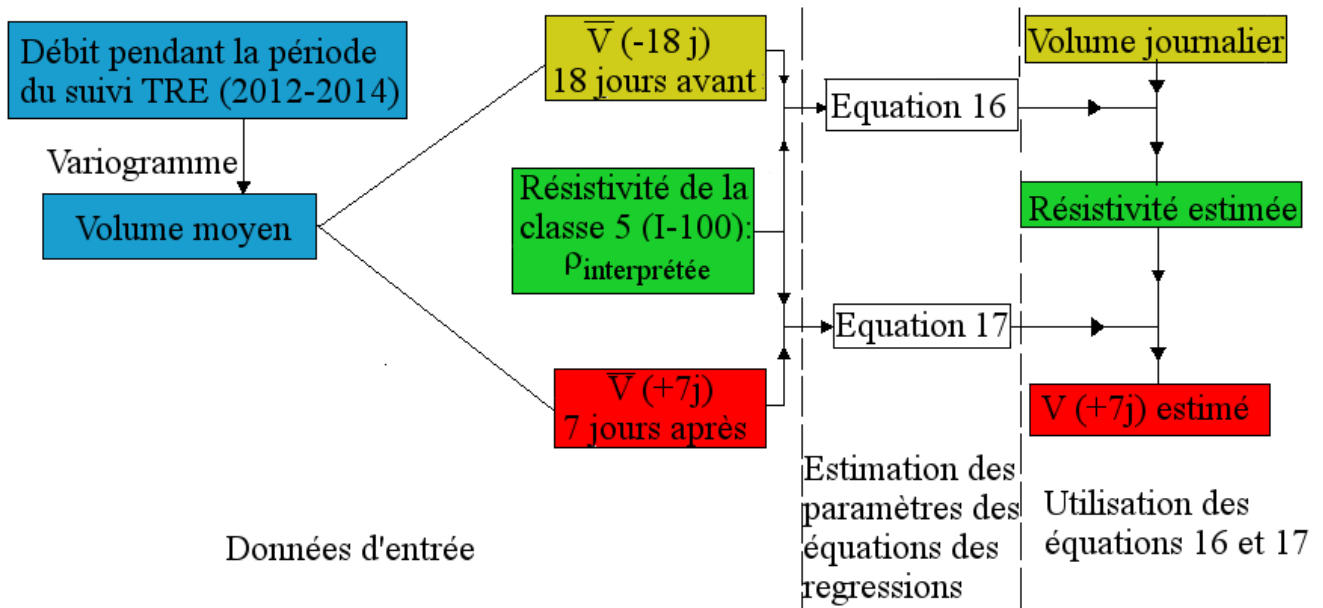 Débit pendant la période
du suivi TRE (2012-2014)
Variogramme
Volume moyen
V̅ (-18 j)
18 jours avant
Résistivité de la
classe 5 (I-100):
ρinterprétée
V̅ (+7j)
7 jours après
Equation 16
Equation 17
Volume journalier
Résistivité estimée
V (+7j) estimé
Données d'entrée
Estimation des
paramètres des
équations des
regressions
Utilisation des
équations 16 et 17